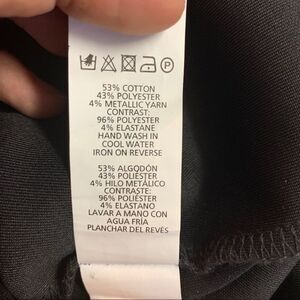 53% COTTON
43% POLYESTER
4% METALLIC YARN
CONTRAST:
96% POLYESTER
4% ELASTANE
HAND WASH IN
COOL WATER
IRON ON REVERSE
53% ALGODÓN
43% POLIÉSTER
4% HILO METÁLICO
CONTRASTE:
96% POLIÉSTER
4% ELASTANO
LAVAR A MANO CON
AGUA FRÍA
PLANCHAR DEL REVÉS